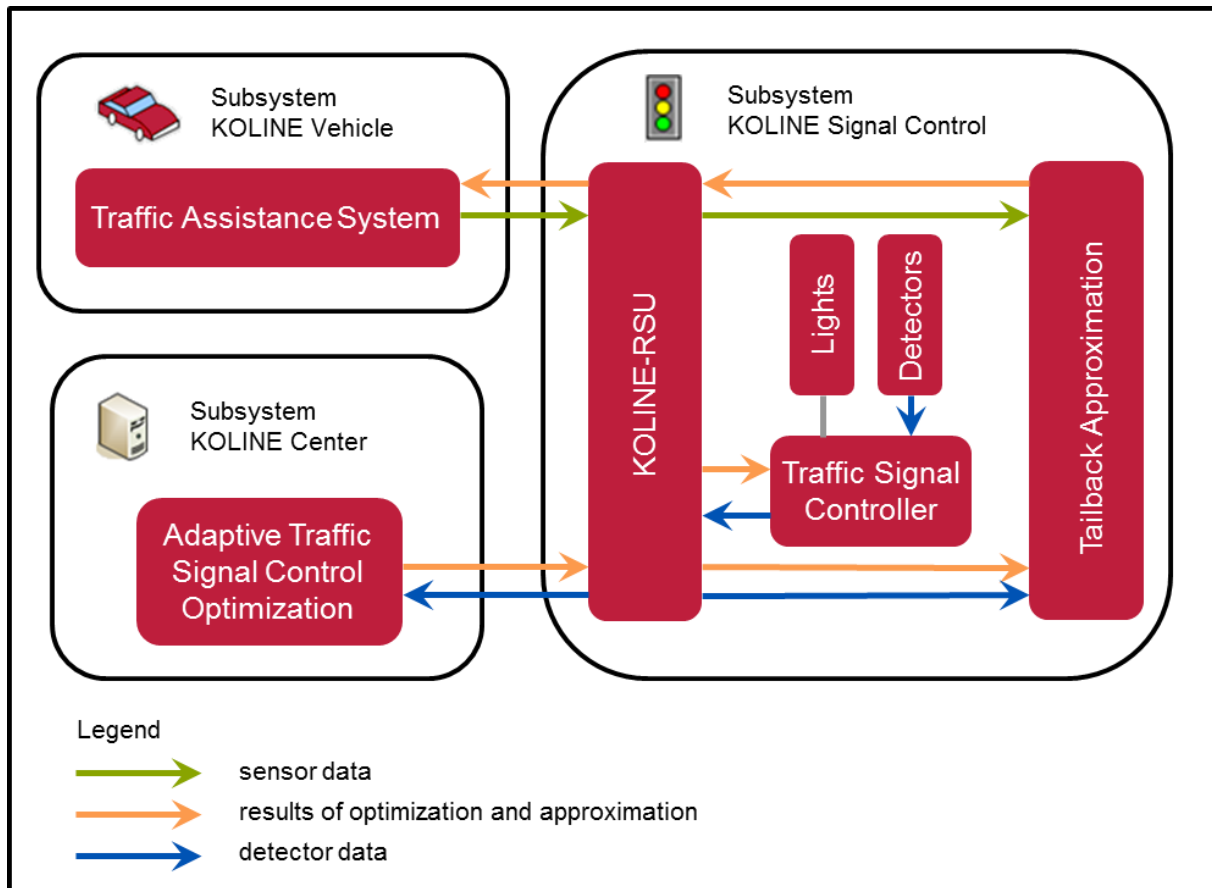 Subsystem
KOLINE Vehicle
Traffic Assistance System
Subsystem
KOLINE Signal Control
KOLINE-RSU
Lights
Detectors
Traffic Signal
Controller
Tailback Approximation
Subsystem
KOLINE Center
Adaptive Traffic
Signal Control
Optimization
Legend
sensor data
results of optimization and approximation
detector data